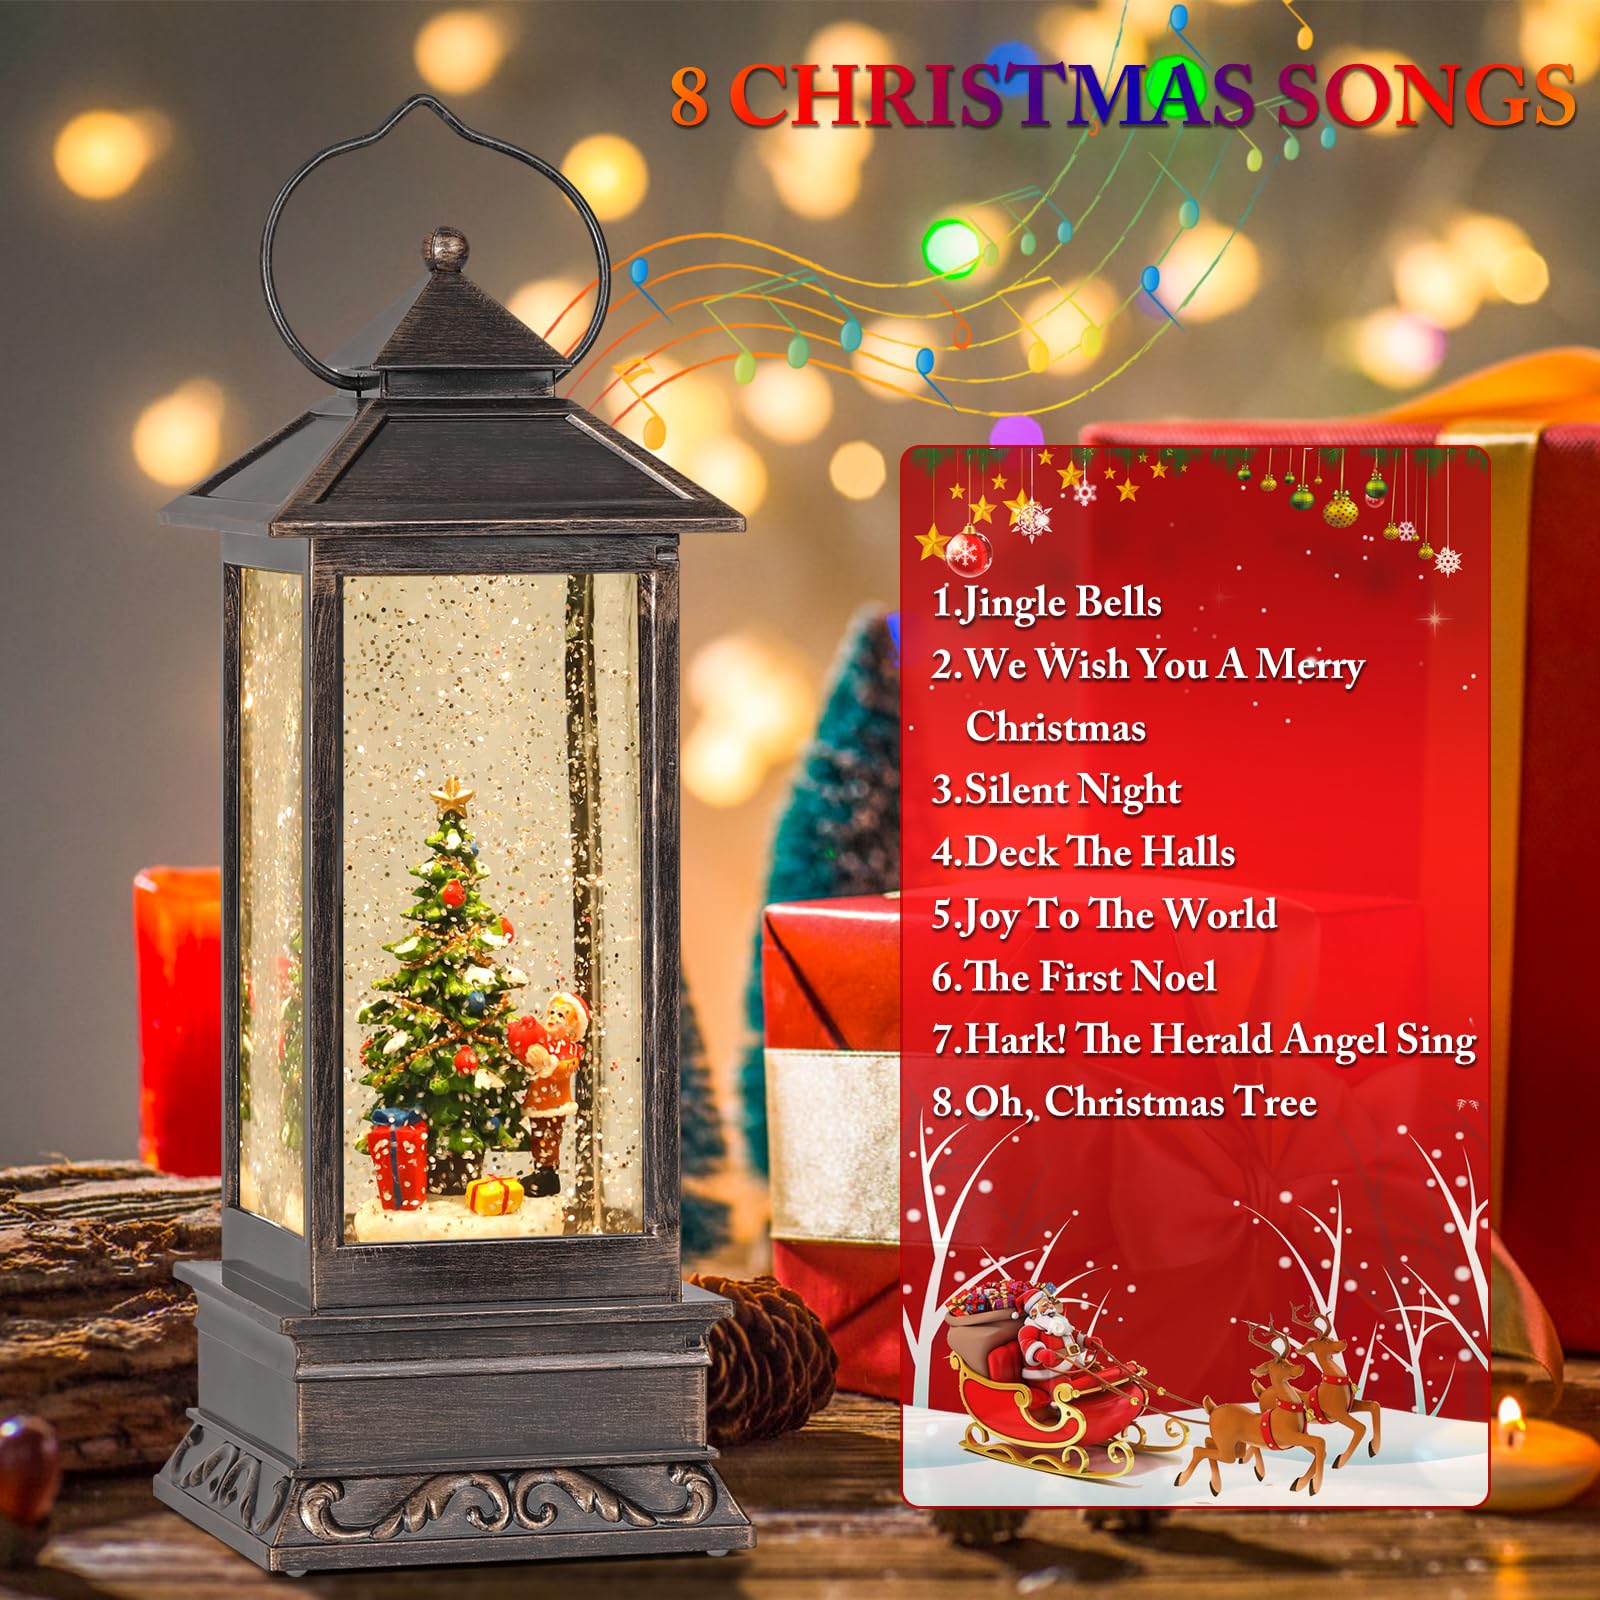 8 CHRISTMAS SONGS
1.Jingle Bells
2.We Wish You A Merry
Christmas
3.Silent Night
4.Deck The Halls
5.Joy To The World
6.The First Noel
7.Hark! The Herald Angel Sing
8.Oh, Christmas Tree